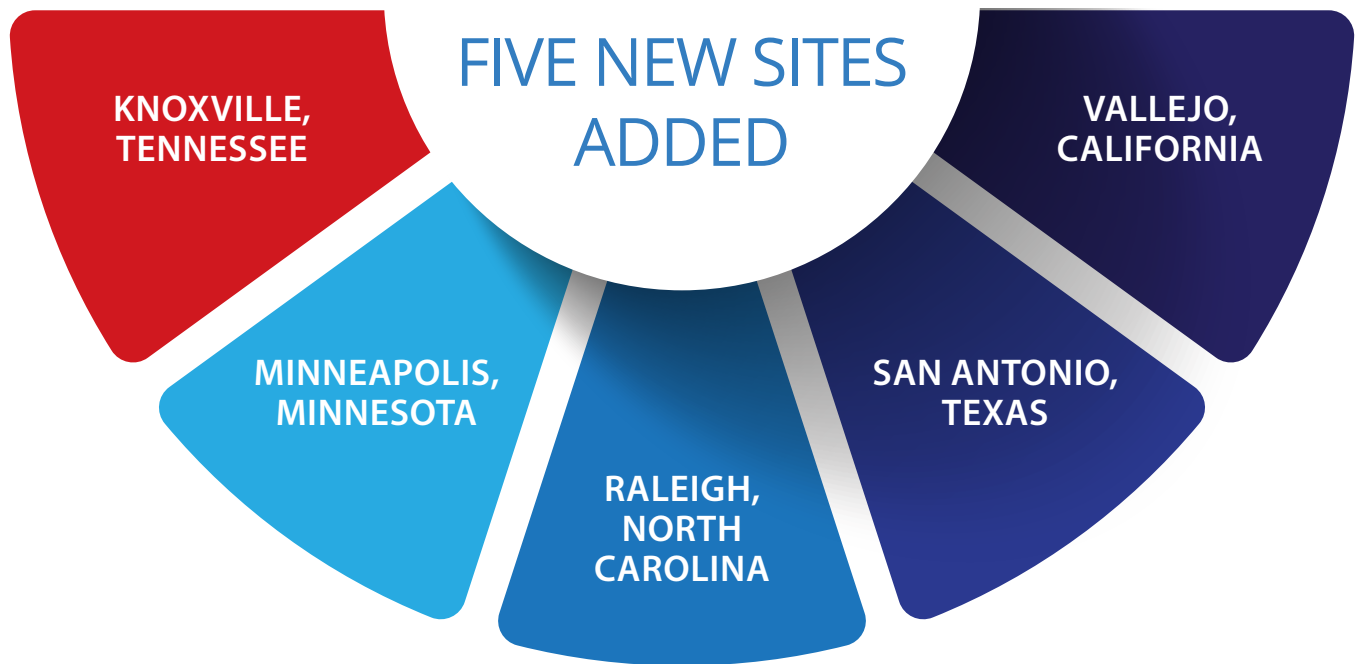 FIVE NEW SITES
ADDED
KNOXVILLE,
TENNESSEE
MINNEAPOLIS,
MINNESOTA
RALEIGH,
NORTH
CAROLINA
SAN ANTONIO,
TEXAS
VALLEJO,
CALIFORNIA